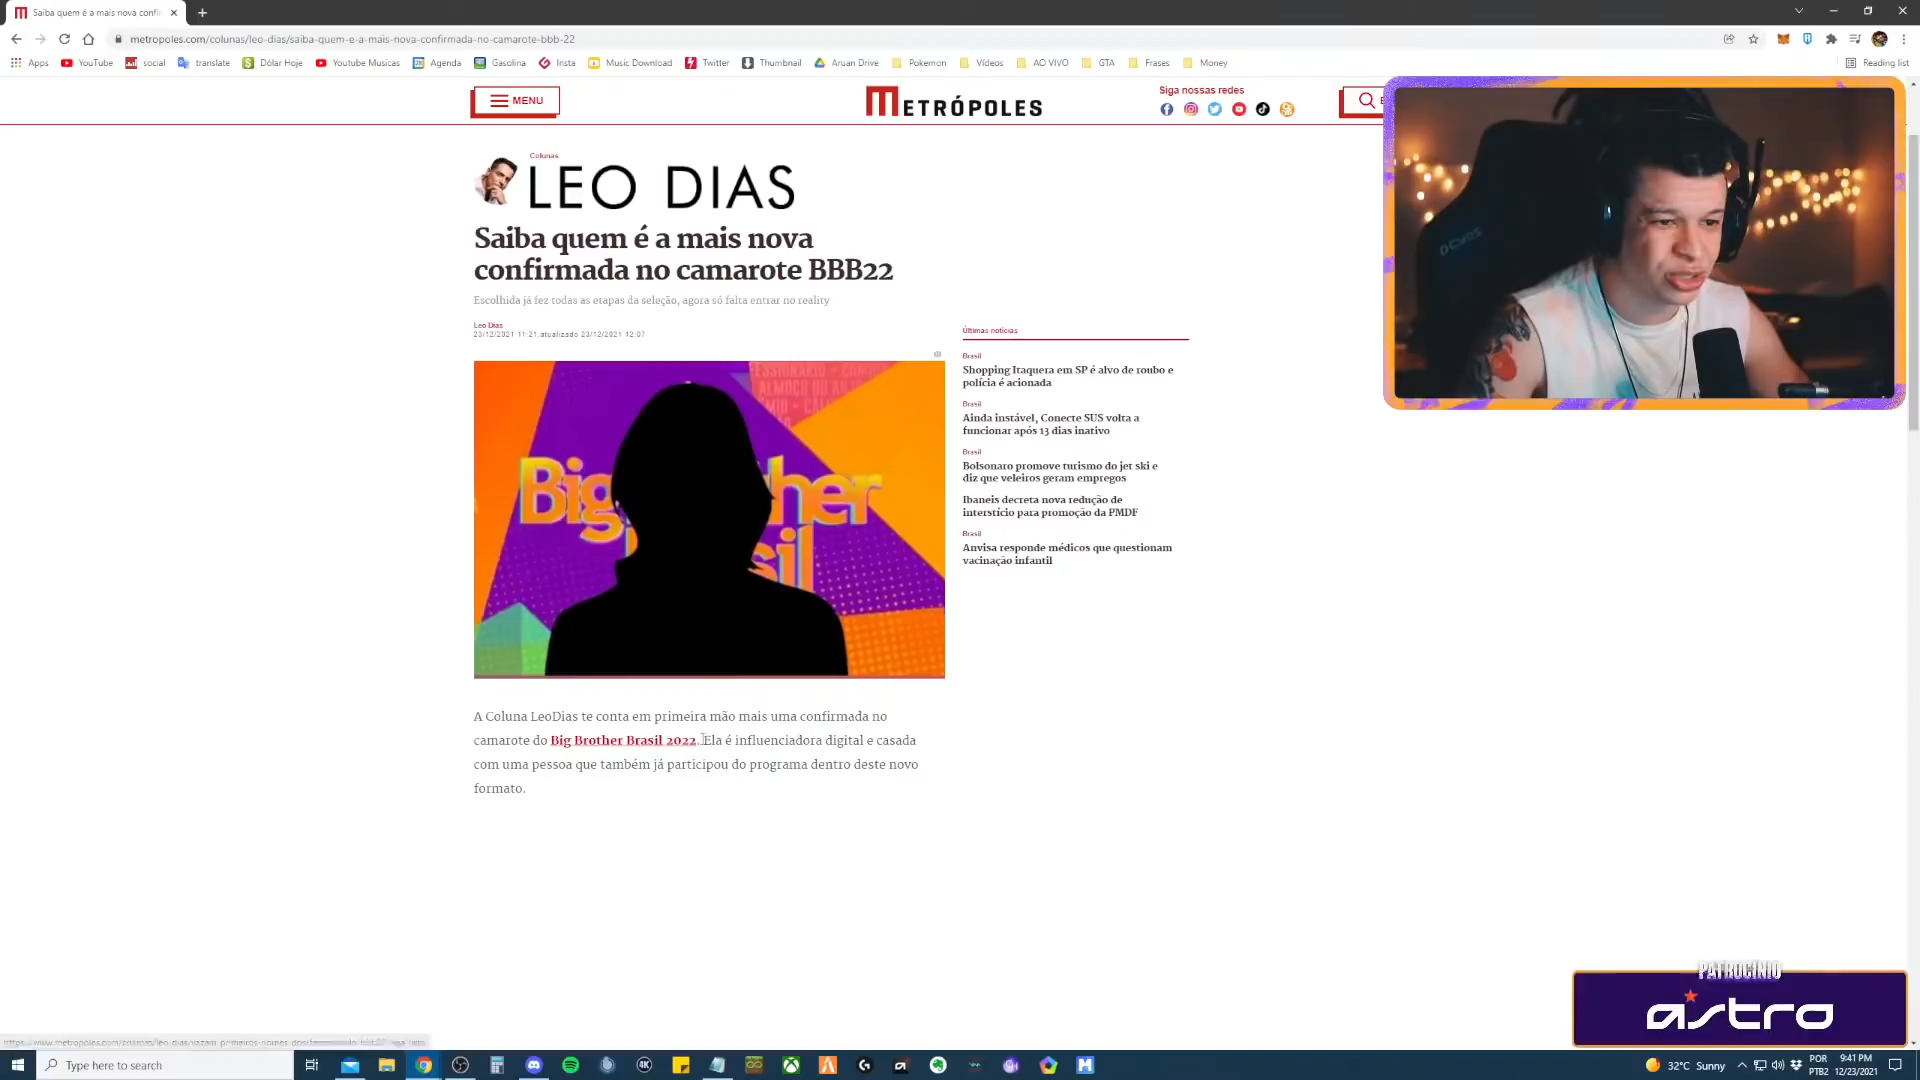 Saiba quem é a mais nova confir
metropoles.com/colunas/leo-dias/saiba-quem-e-a-mais-nova-confirmada-no-camarote-bbb-22
Apps YouTube social translate Dólar Hoje Youtube Musicas Agenda Gasolina Insta Music Download Twitter Thumbnail Aruan Drive Pokemon Vídeos AO VIVO GTA Frases Money Reading list
MENU
METRÓPOLES
Siga nossas redes
Colunas
LEO DIAS
Saiba quem é a mais nova
confirmada no camarote BBB22
Escolhida já fez todas as etapas da seleção, agora só falta entrar no reality
Leo Dias
23/12/2021 11:21, atualizado 23/12/2021 12:07
Big Brother
Brasil
A Coluna LeoDias te conta em primeira mão mais uma confirmada no
camarote do Big Brother Brasil 2022. Ela é influenciadora digital e casada
com uma pessoa que também já participou do programa dentro deste novo
formato.
Últimas notícias
Brasil
Shopping Itaquera em SP é alvo de roubo e
polícia é acionada
Brasil
Ainda instável, Conecte SUS volta a
funcionar após 13 dias inativo
Brasil
Bolsonaro promove turismo do jet ski e
diz que veleiros geram empregos
Ibaneis decreta nova redução de
interstício para promoção da PMDF
Brasil
Anvisa responde médicos que questionam
vacinação infantil
PATROCÍNIO
astro
Type here to search
4K
32°C Sunny
POR
PTB2
9:41 PM
12/23/2021